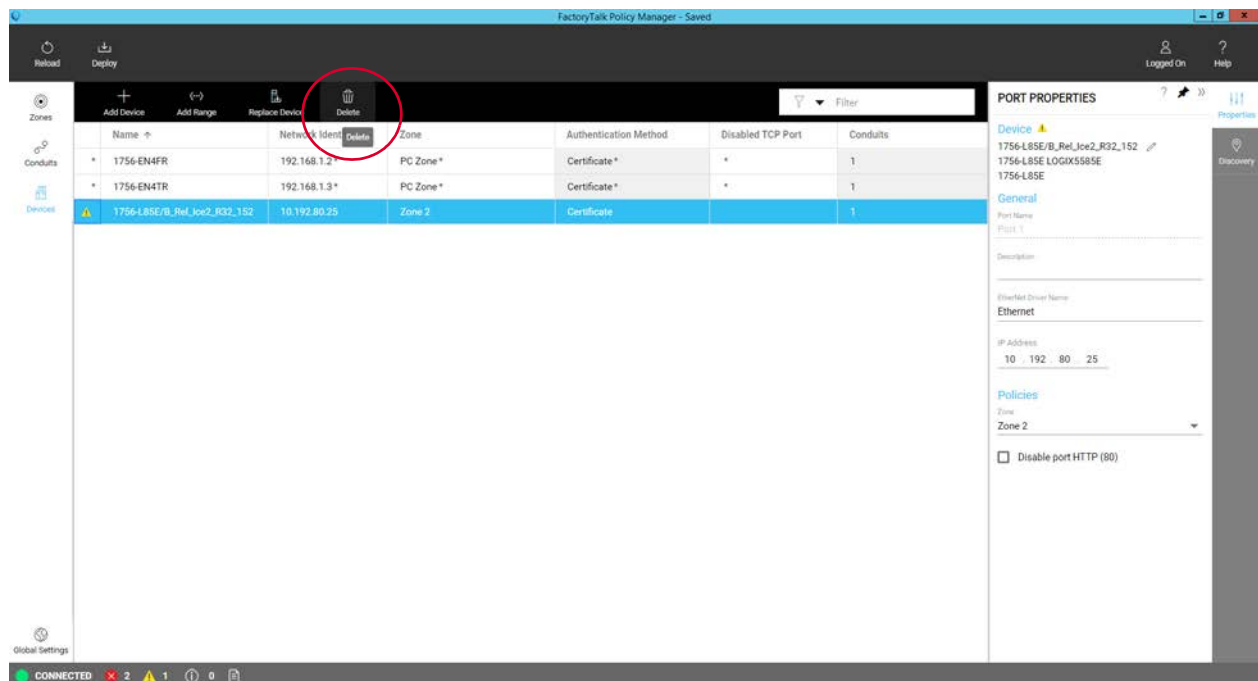 FactoryTalk Policy Manager - Saved
Reload
Deploy
Logged On
? Help
Zones
Conduits
Devices
Global Settings
Add Device
Add Range
Replace Device
Delete
Filter
Name ↑ Network Ident Delete Zone Authentication Method Disabled TCP Port Conduits
* 1756-EN4FR 192.168.1.2* PC Zone* Certificate* * 1
* 1756-EN4TR 192.168.1.3* PC Zone* Certificate* * 1
1756-L85E/B_Rel_Ice2_R32_152 10.192.80.25 Zone 2 Certificate 1
PORT PROPERTIES ? »
Properties
Discovery
Device
1756-L85E/B_Rel_Ice2_R32_152
1756-L85E LOGIX5585E
1756-L85E
General
Port Name
Port 1
Description
EtherNet Driver Name
Ethernet
IP Address
10 . 192 . 80 . 25
Policies
Zone
Zone 2
Disable port HTTP (80)
CONNECTED 2 1 0